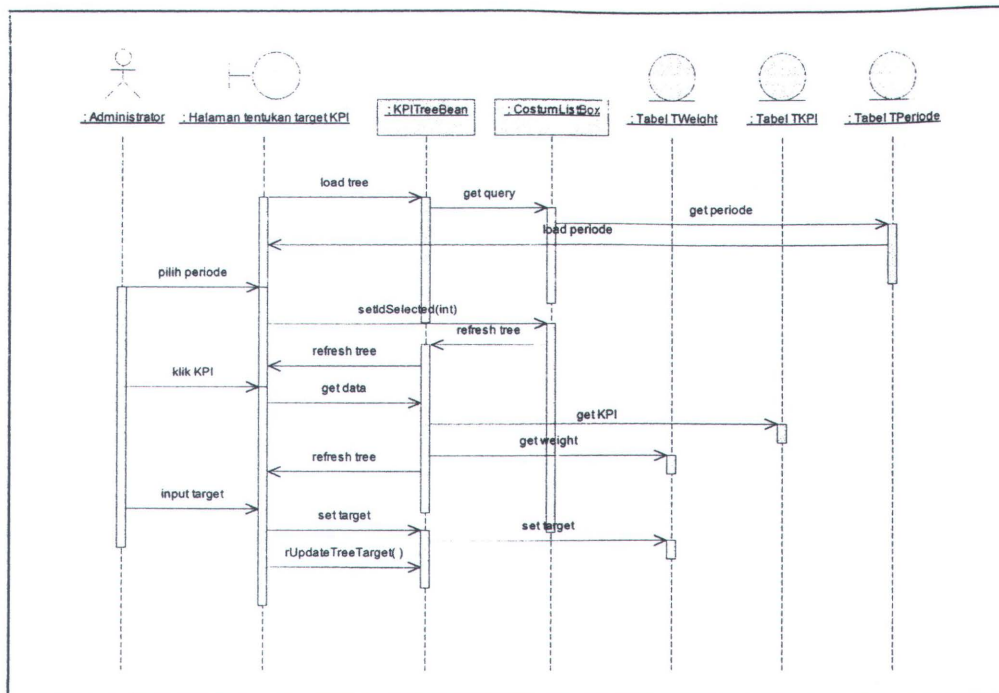 : Administrator
: Halaman tentukan target KPI
: KPITreeBean
: CostumListBox
: Tabel TWeight
: Tabel TKPI
: Tabel TPeriode
load tree
get query
get periode
load periode
pilih periode
setIdSelected(int)
refresh tree
refresh tree
klik KPI
get data
get KPI
get weight
refresh tree
input target
set target
set target
rUpdateTreeTarget( )